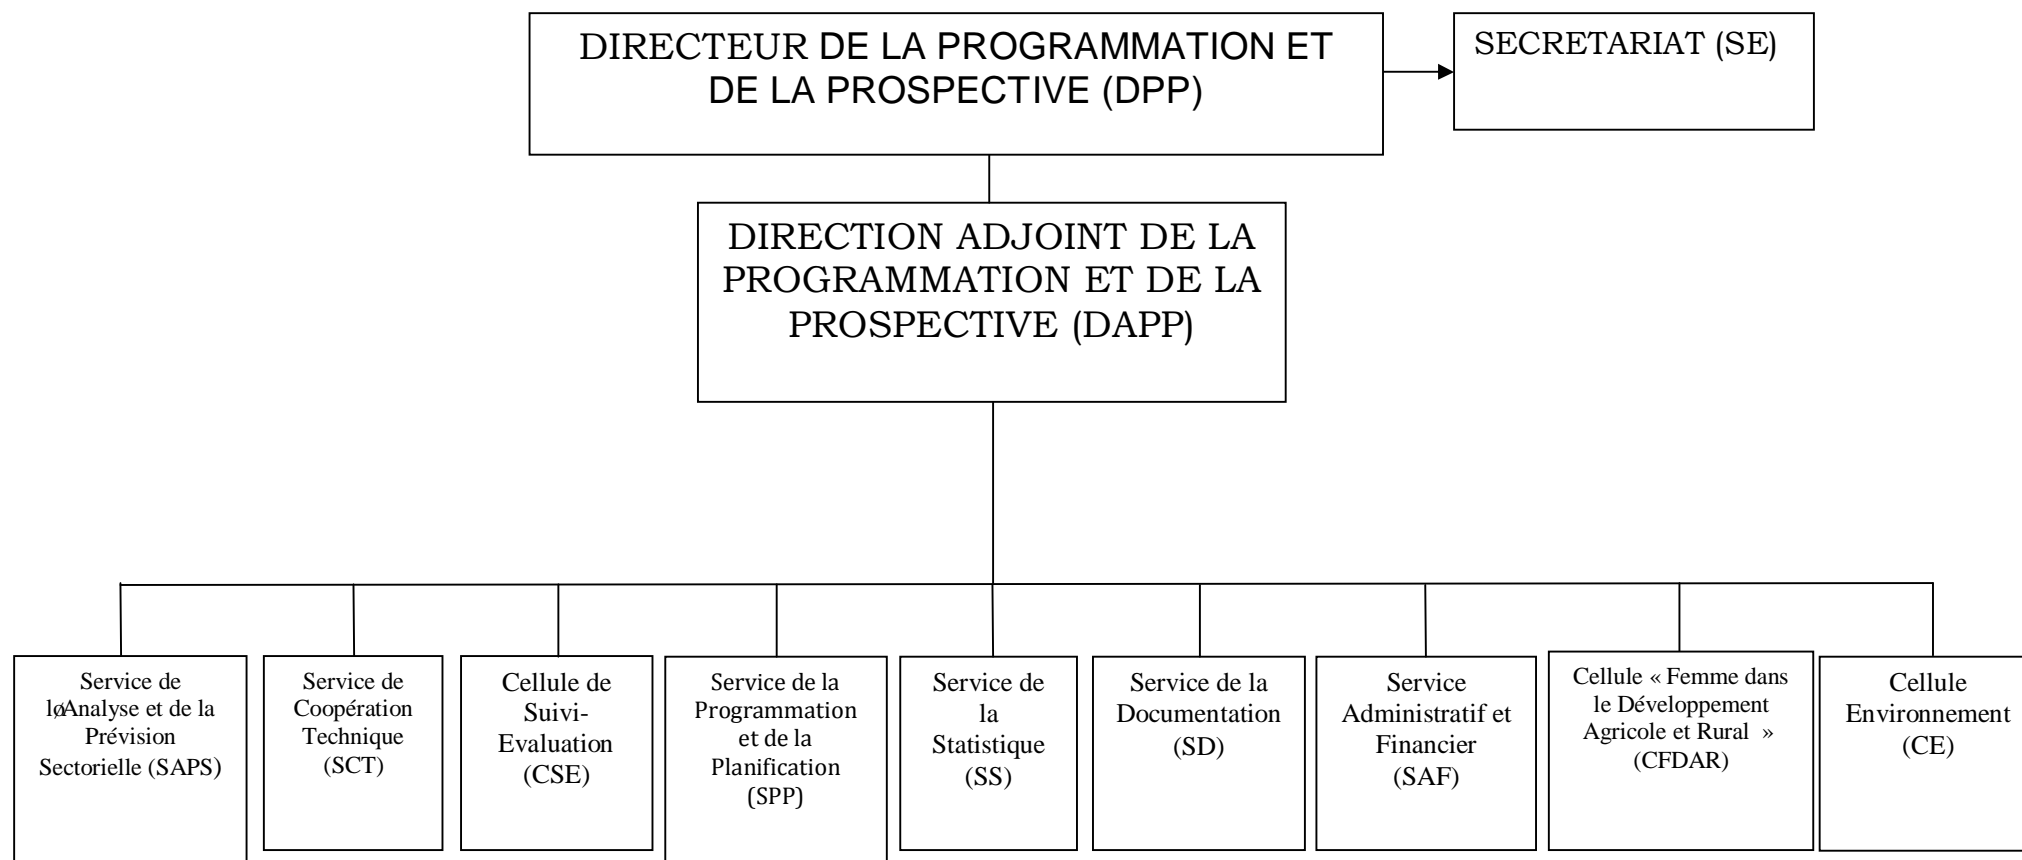 DIRECTEUR DE LA PROGRAMMATION ET
DE LA PROSPECTIVE (DPP)
SECRETARIAT (SE)
DIRECTION ADJOINT DE LA
PROGRAMMATION ET DE LA
PROSPECTIVE (DAPP)
Service de
løAnalyse et de la
Prévision
Sectorielle (SAPS)
Service de
Coopération
Technique
(SCT)
Cellule de
Suivi-
Evaluation
(CSE)
Service de la
Programmation
et de la
Planification
(SPP)
Service de
la
Statistique
(SS)
Service de la
Documentation
(SD)
Service
Administratif et
Financier
(SAF)
Cellule « Femme dans
le Développement
Agricole et Rural »
(CFDAR)
Cellule
Environnement
(CE)